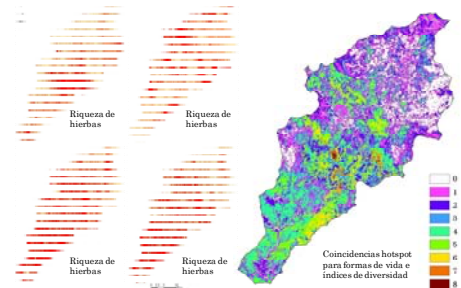 Riqueza de
hierbas
Riqueza de
hierbas
Riqueza de
hierbas
Riqueza de
hierbas
Coincidencias hotspot
para formas de vida e
índices de diversidad
0
1
2
3
4
5
6
7
8